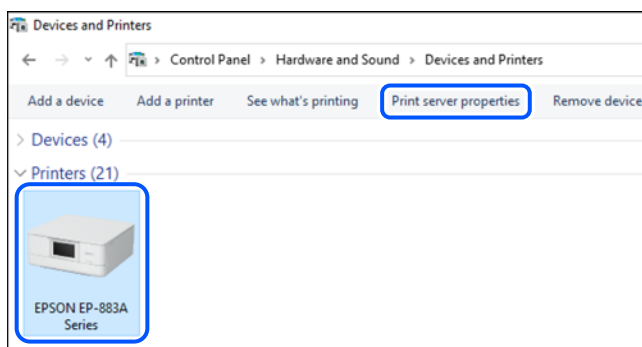 Devices and Printers
Control Panel > Hardware and Sound > Devices and Printers
Add a device Add a printer See what's printing Print server properties Remove device
Devices (4)
Printers (21)
EPSON EP-883A
Series